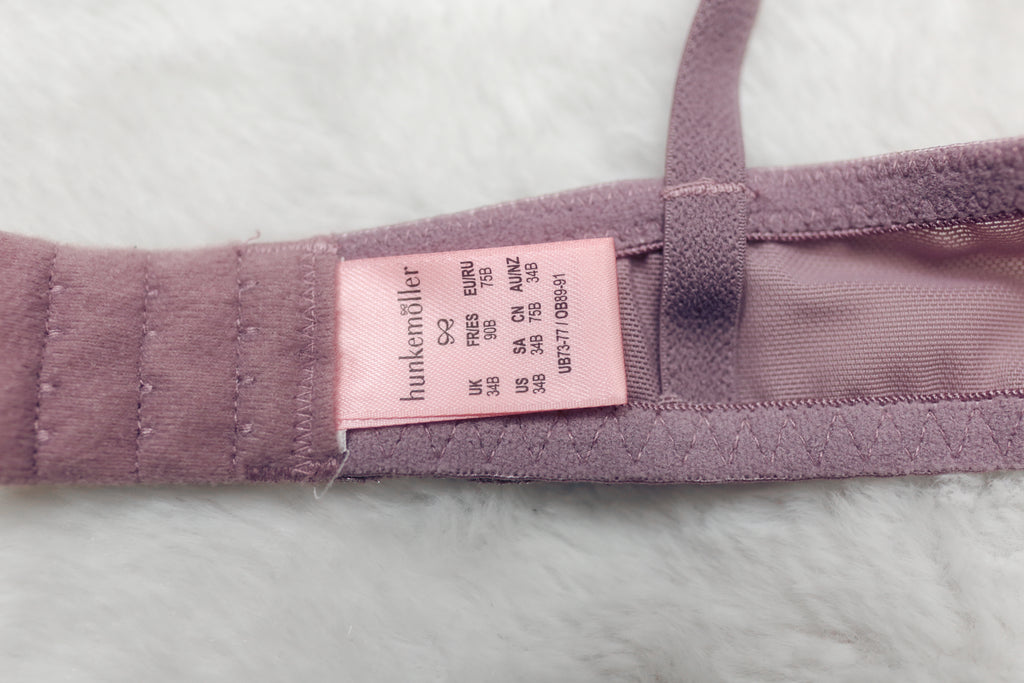 hunkemöller
UK FR/ES EU/RU
34B 90B 75B
US SA CN AU/NZ
34B 34B 75B 34B
UB73-77 / OB89-91